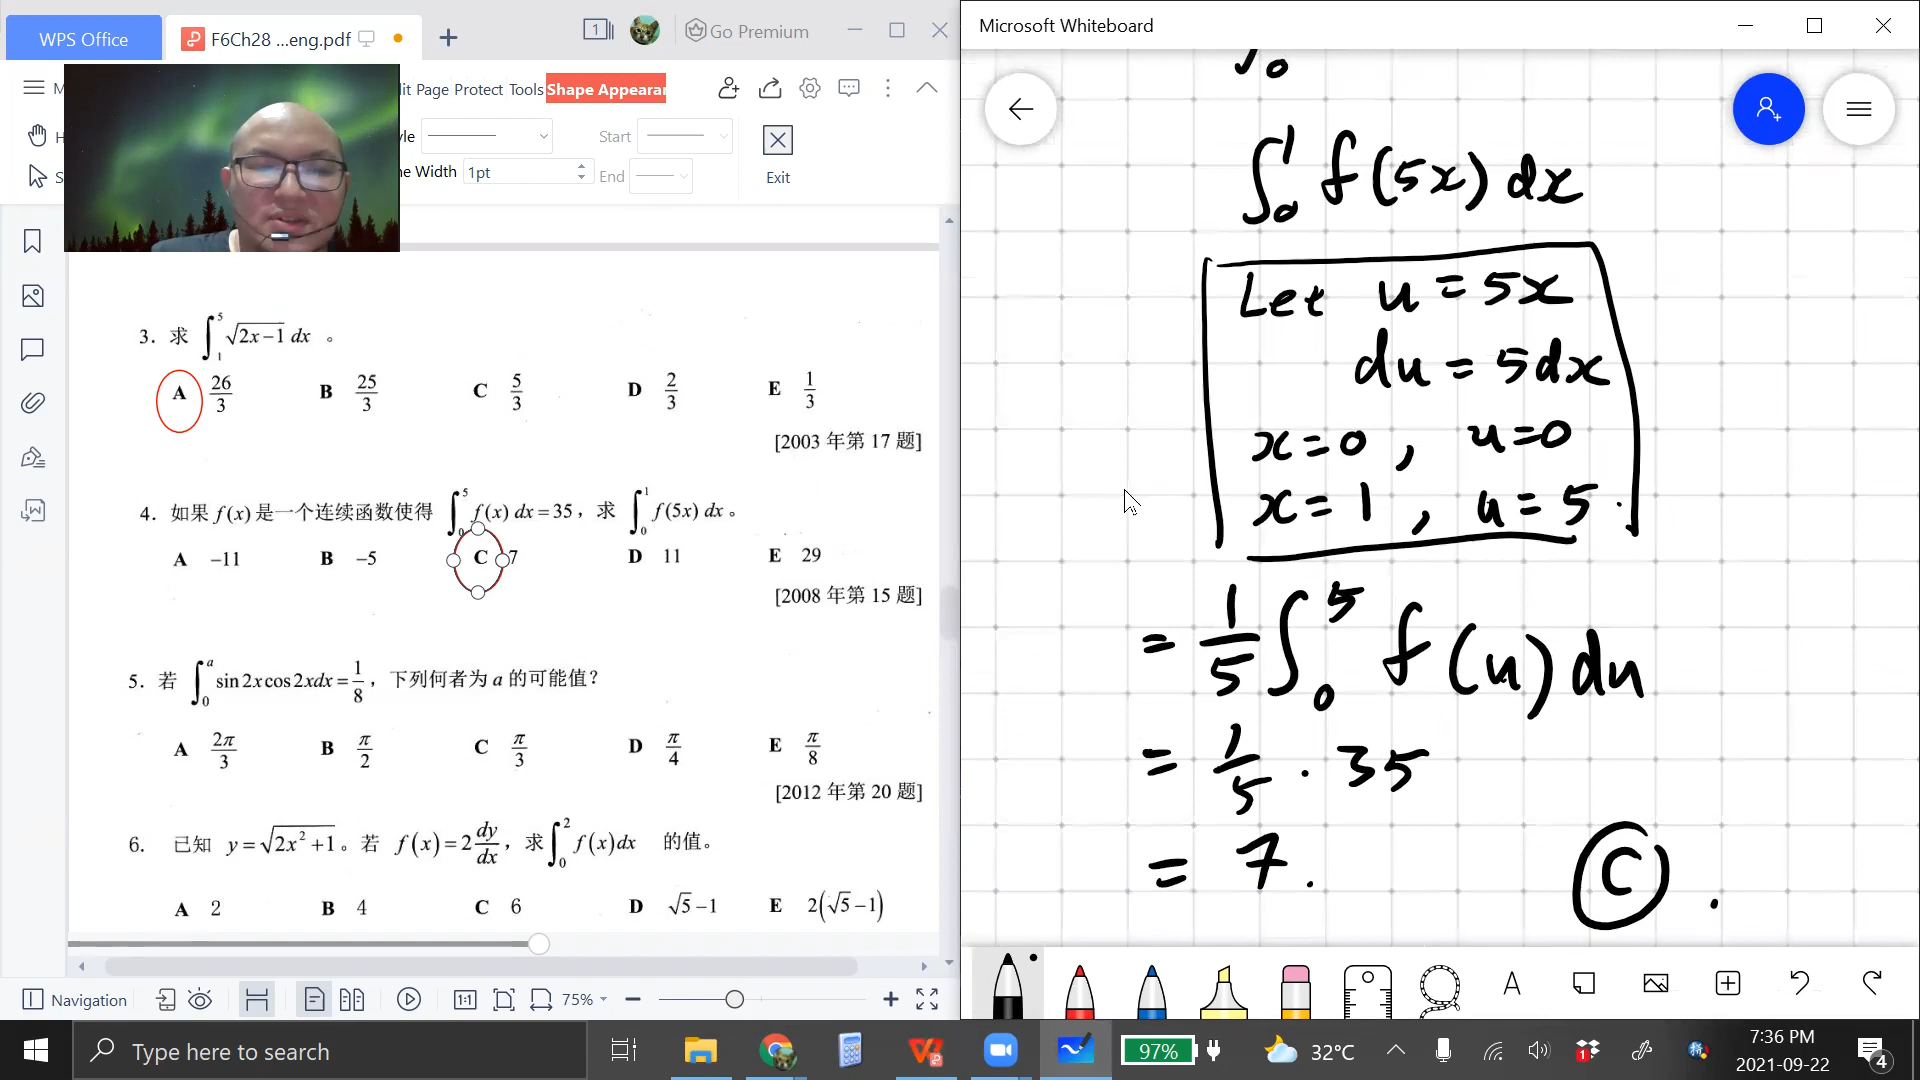 WPS Office
F6Ch28 ...eng.pdf
1
Go Premium
Page Protect Tools
Shape Appearar
Start
Line Width 1pt
End
Exit
3. 求 ∫₁⁵ √(2x−1) dx 。
A 26/3 B 25/3 C 5/3 D 2/3 E 1/3
[2003 年第 17 题]
4. 如果 f(x) 是一个连续函数使得 ∫₀⁵ f(x) dx = 35，求 ∫₀¹ f(5x) dx 。
A −11 B −5 C 7 D 11 E 29
[2008 年第 15 题]
5. 若 ∫₀ᵃ sin 2x cos 2x dx = 1/8，下列何者为 a 的可能值?
A 2π/3 B π/2 C π/3 D π/4 E π/8
[2012 年第 20 题]
6. 已知 y = √(2x² + 1) 。若 f(x) = 2 dy/dx，求 ∫₀² f(x) dx 的值。
A 2 B 4 C 6 D √5 − 1 E 2(√5 − 1)
Navigation
1:1
75%
Microsoft Whiteboard
∫₀¹ f(5x) dx
Let u = 5x
du = 5dx
x = 0 , u = 0
x = 1 , u = 5 .
= 1/5 ∫₀⁵ f(u) du
= 1/5 · 35
= 7 .
C .
A
Type here to search
97%
32°C
1
7:36 PM
2021-09-22
4